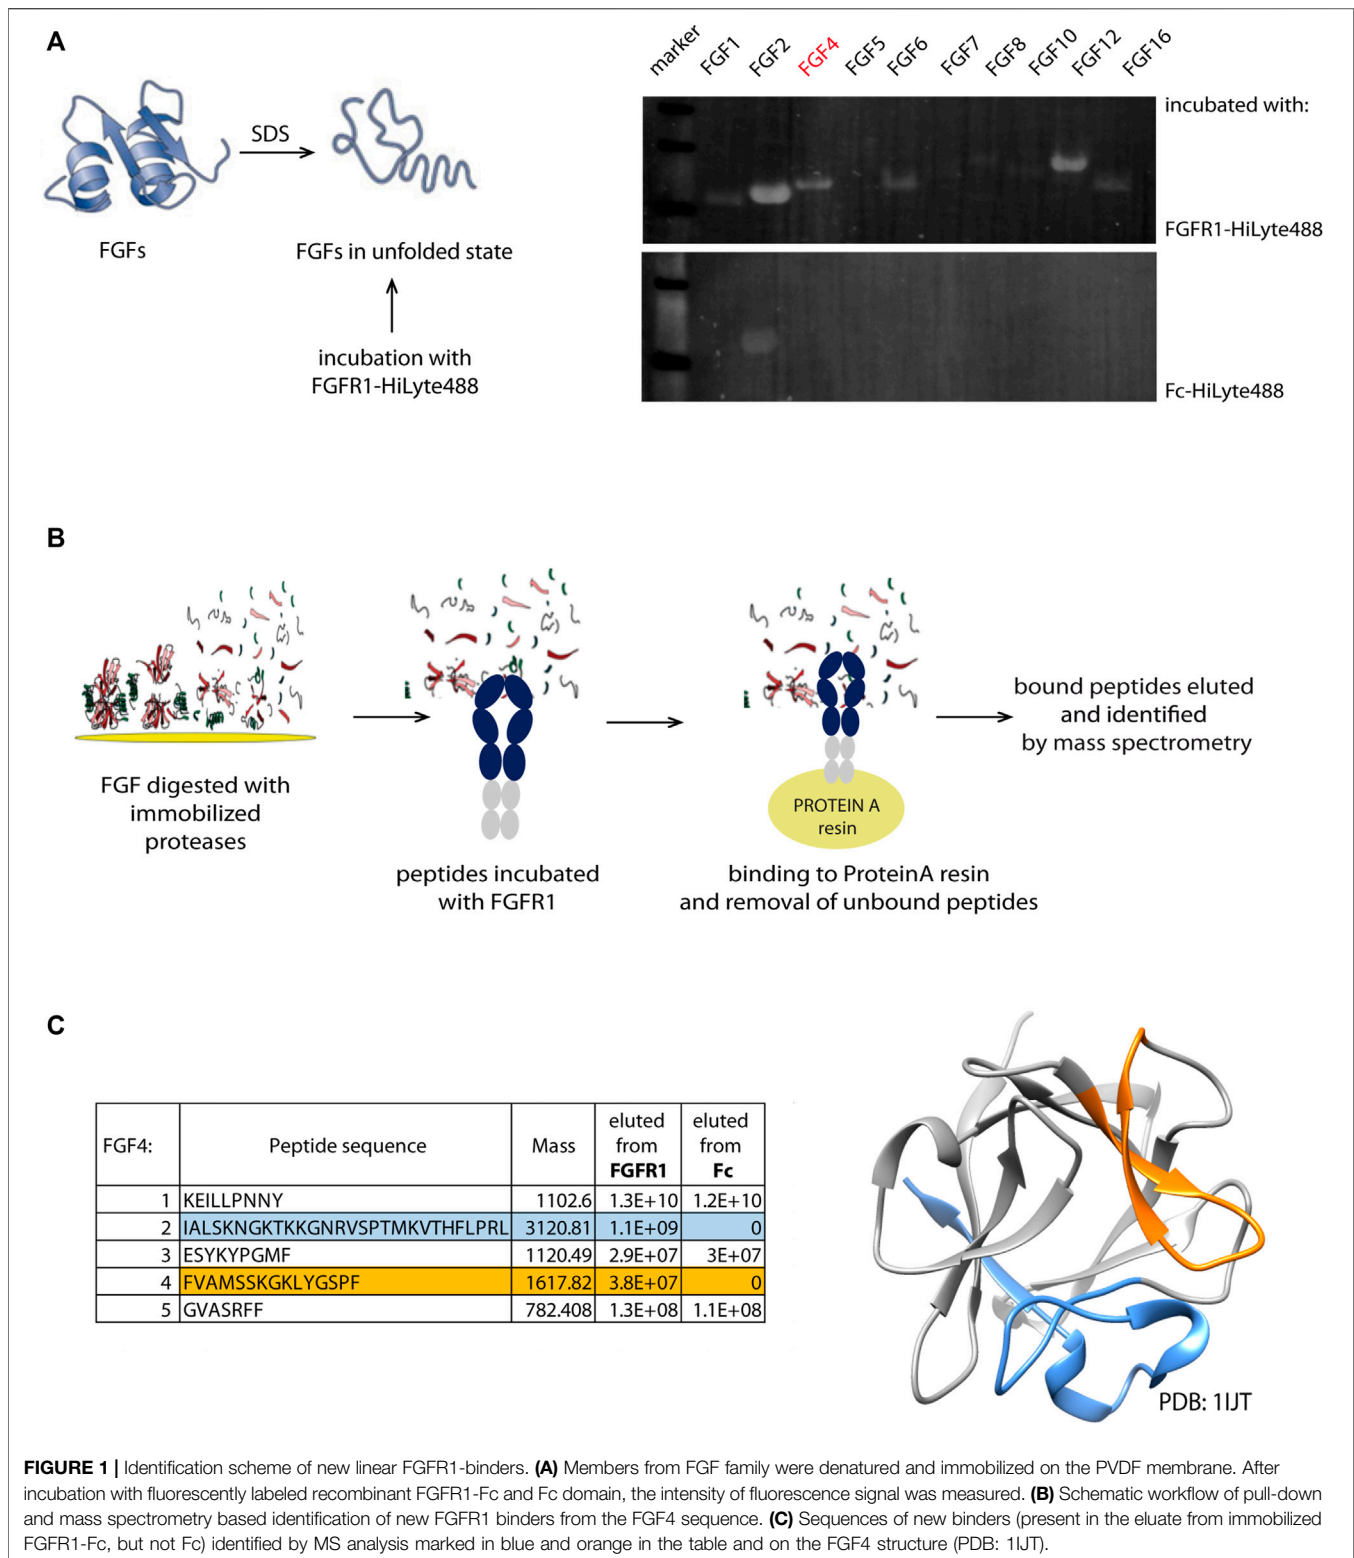 A
marker FGF1 FGF2 FGF4 FGF5 FGF6 FGF7 FGF8 FGF10 FGF12 FGF16
SDS
FGFs
FGFs in unfolded state
incubation with
FGFR1-HiLyte488
incubated with:
FGFR1-HiLyte488
Fc-HiLyte488
B
FGF digested with
immobilized
proteases
peptides incubated
with FGFR1
PROTEIN A
resin
binding to ProteinA resin
and removal of unbound peptides
bound peptides eluted
and identified
by mass spectrometry
C
FGF4: Peptide sequence Mass eluted from FGFR1 eluted from Fc
1 KEILLPNNY 1102.6 1.3E+10 1.2E+10
2 IALSKNGKTKKGNRVSPTMKVTHFLPRL 3120.81 1.1E+09 0
3 ESYKYPGMF 1120.49 2.9E+07 3E+07
4 FVAMSSKGKLYGSPF 1617.82 3.8E+07 0
5 GVASRFF 782.408 1.3E+08 1.1E+08
PDB: 1IJT
FIGURE 1 | Identification scheme of new linear FGFR1-binders. (A) Members from FGF family were denatured and immobilized on the PVDF membrane. After
incubation with fluorescently labeled recombinant FGFR1-Fc and Fc domain, the intensity of fluorescence signal was measured. (B) Schematic workflow of pull-down
and mass spectrometry based identification of new FGFR1 binders from the FGF4 sequence. (C) Sequences of new binders (present in the eluate from immobilized
FGFR1-Fc, but not Fc) identified by MS analysis marked in blue and orange in the table and on the FGF4 structure (PDB: 1IJT).